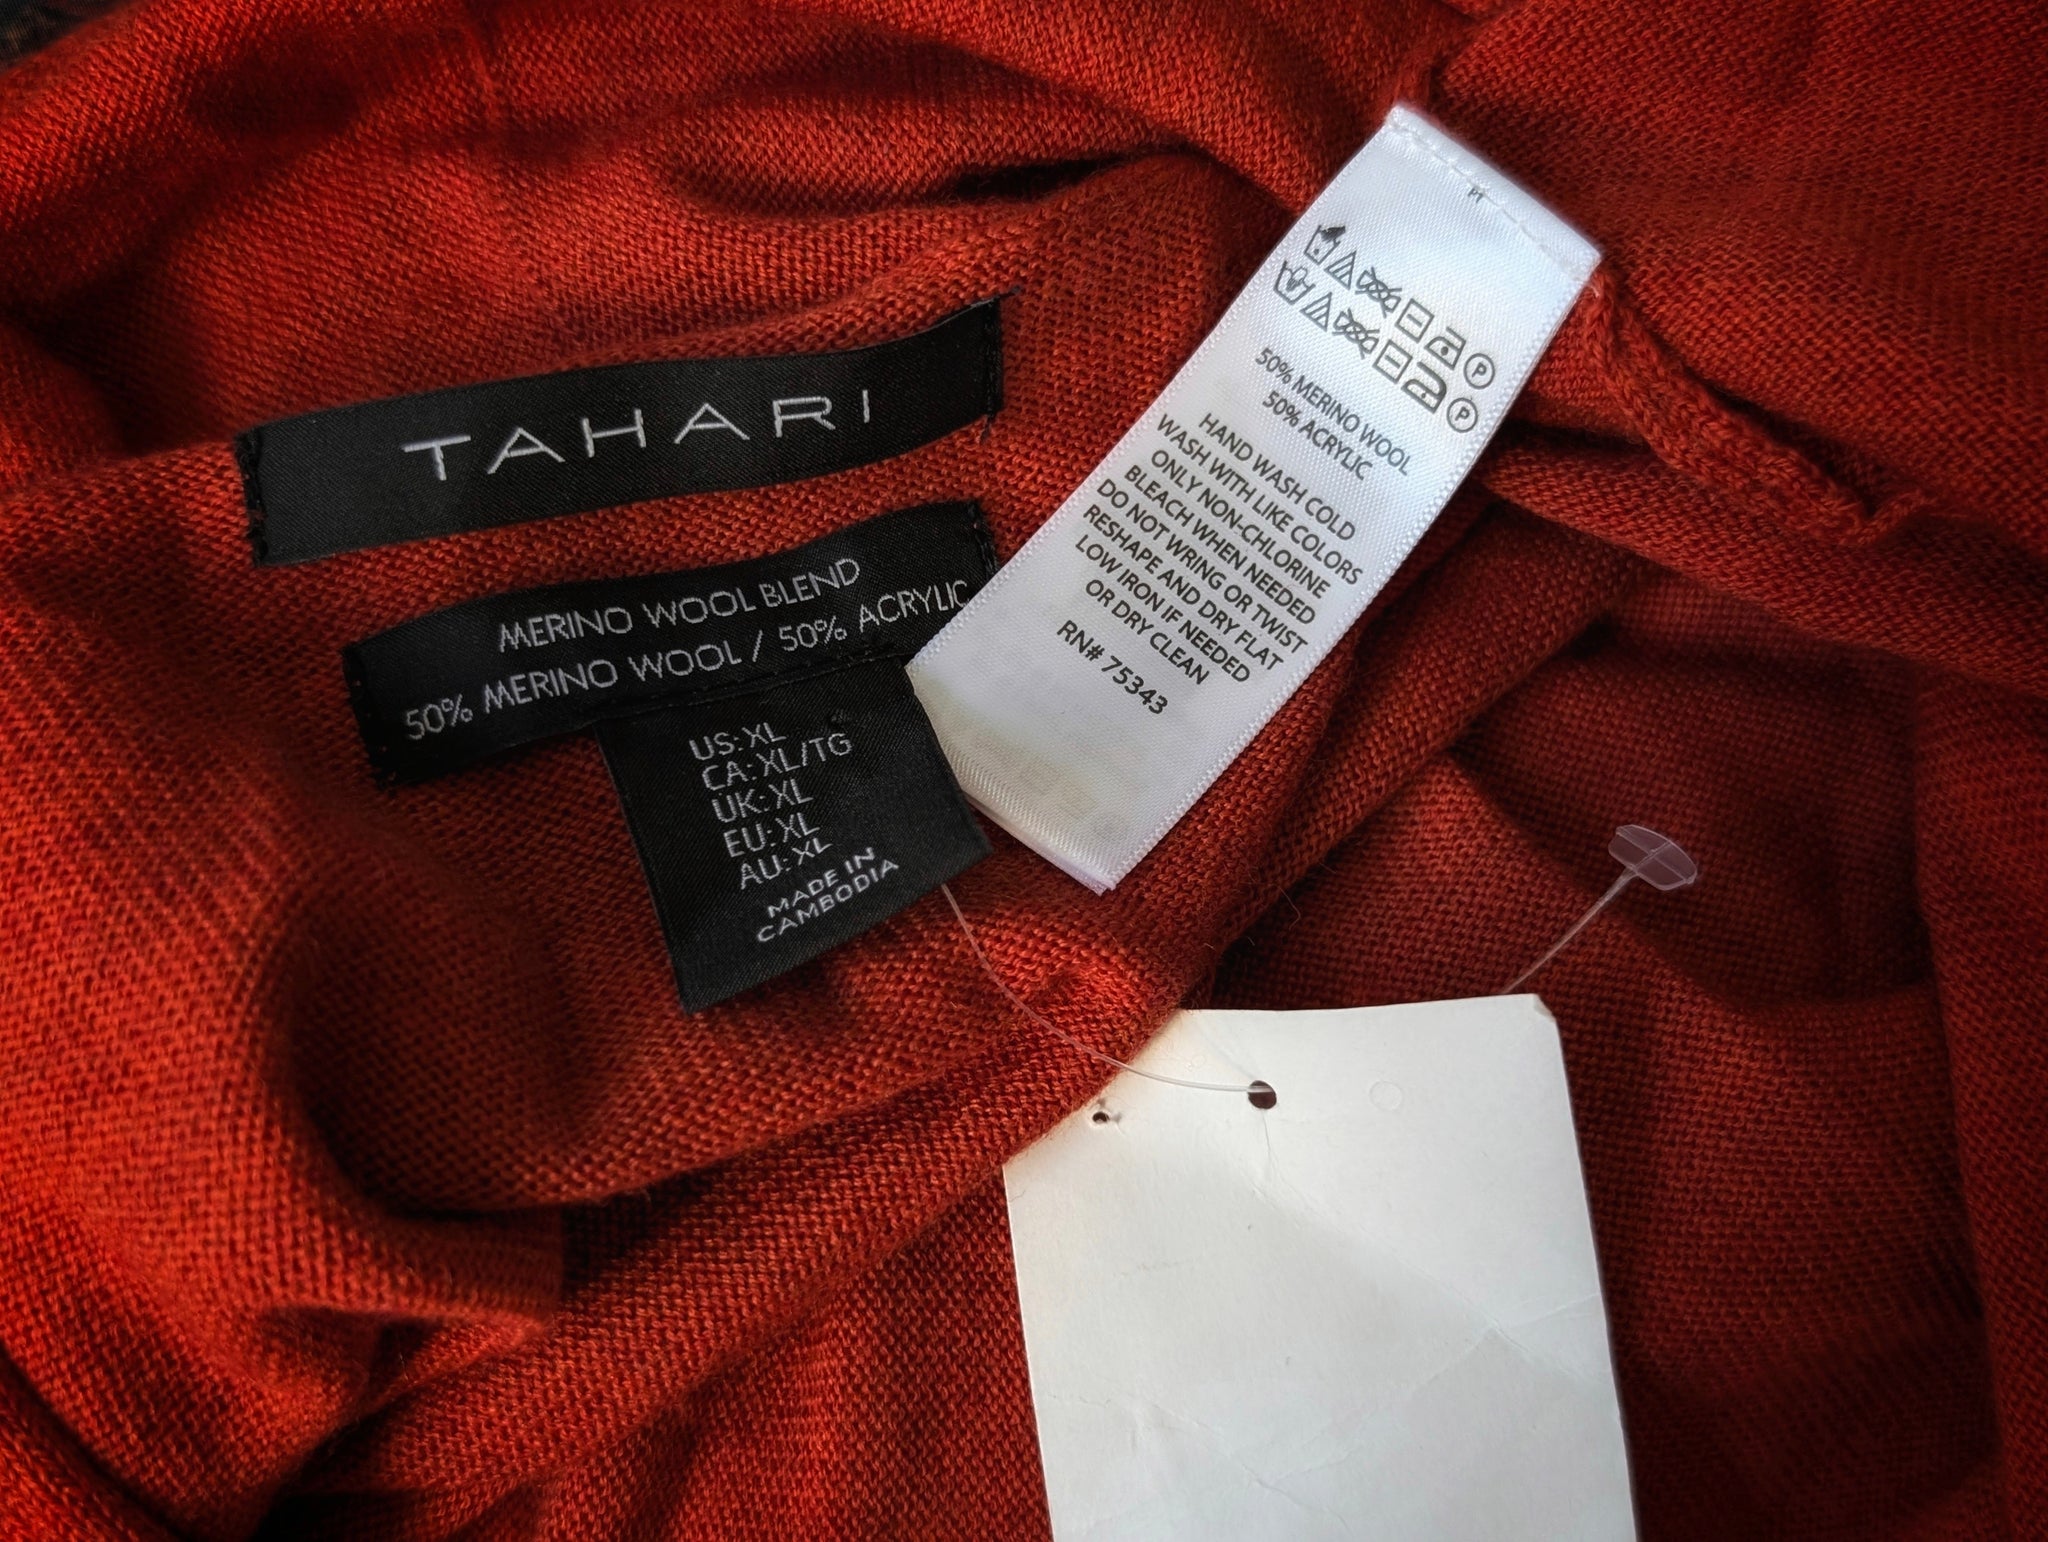 TAHARI
MERINO WOOL BLEND
50% MERINO WOOL / 50% ACRYLIC
US: XL
CA: XL/TG
UK: XL
EU: XL
AU: XL
MADE IN
CAMBODIA
P
P
50% MERINO WOOL
50% ACRYLIC
HAND WASH COLD
WASH WITH LIKE COLORS
ONLY NON-CHLORINE
BLEACH WHEN NEEDED
DO NOT WRING OR TWIST
RESHAPE AND DRY FLAT
LOW IRON IF NEEDED
OR DRY CLEAN
RN# 75343